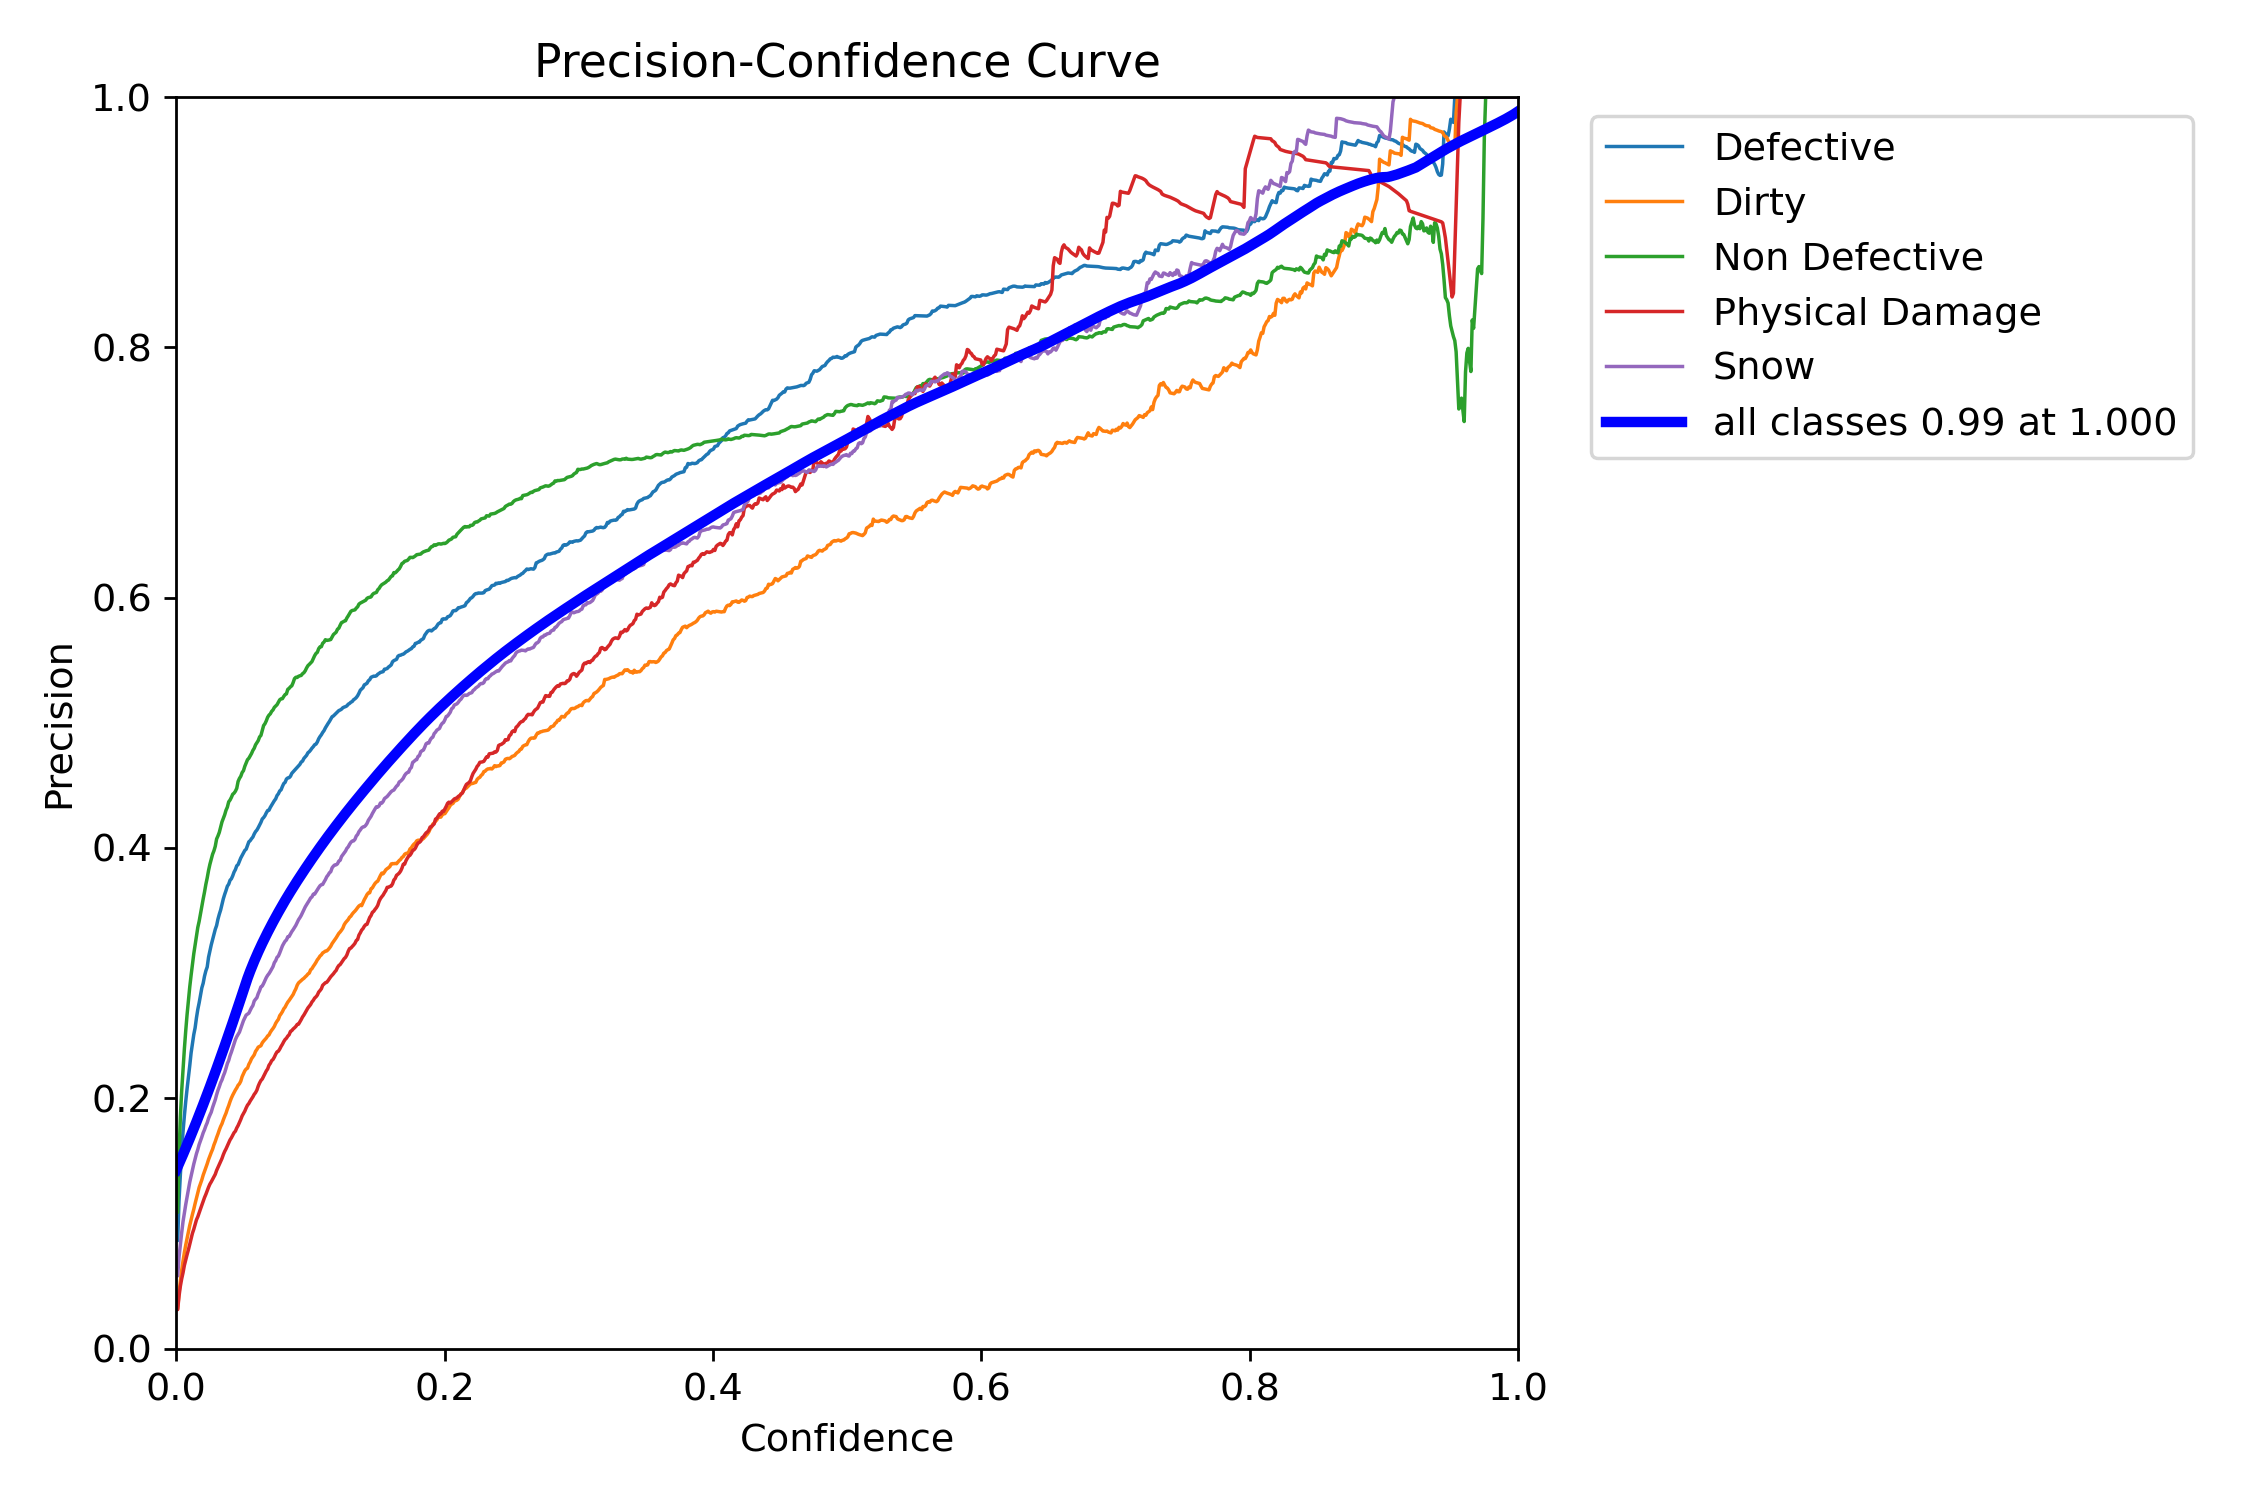 Precision-Confidence Curve
1.0
0.8
0.6
0.4
0.2
0.0
Precision
0.0 0.2 0.4 0.6 0.8 1.0
Confidence
Defective
Dirty
Non Defective
Physical Damage
Snow
all classes 0.99 at 1.000